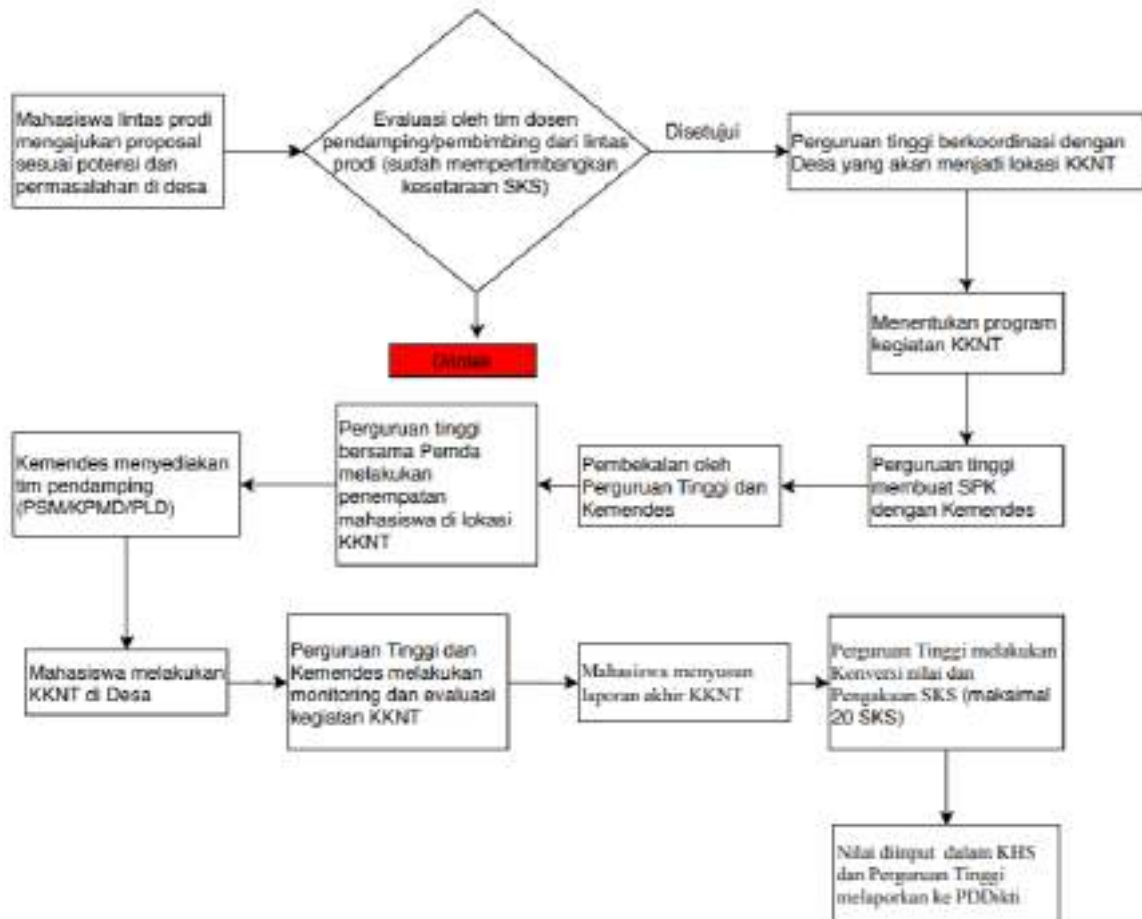 Mahasiswa lintas prodi
mengajukan proposal
sesuai potensi dan
permasalahan di desa
Evaluasi oleh tim dosen
pendamping/pembimbing dari lintas
prodi (sudah mempertimbangkan
kesetaraan SKS)
Disetujui
Perguruan tinggi berkoordinasi dengan
Desa yang akan menjadi lokasi KKNT
Ditolak
Menentukan program
kegiatan KKNT
Perguruan tinggi
membuat SPK
dengan Kemendes
Pembekalan oleh
Perguruan Tinggi dan
Kemendes
Perguruan tinggi
bersama Pemda
melakukan
penempatan
mahasiswa di lokasi
KKNT
Kemendes menyediakan
tim pendamping
(PSM/KPMD/PLD)
Mahasiswa melakukan
KKNT di Desa
Perguruan Tinggi dan
Kemendes melakukan
monitoring dan evaluasi
kegiatan KKNT
Mahasiswa menyusun
laporan akhir KKNT
Perguruan Tinggi melakukan
Konversi nilai dan
Pengakuan SKS (maksimal
20 SKS)
Nilai diinput dalam KHS
dan Perguruan Tinggi
melaporkan ke PDDikti